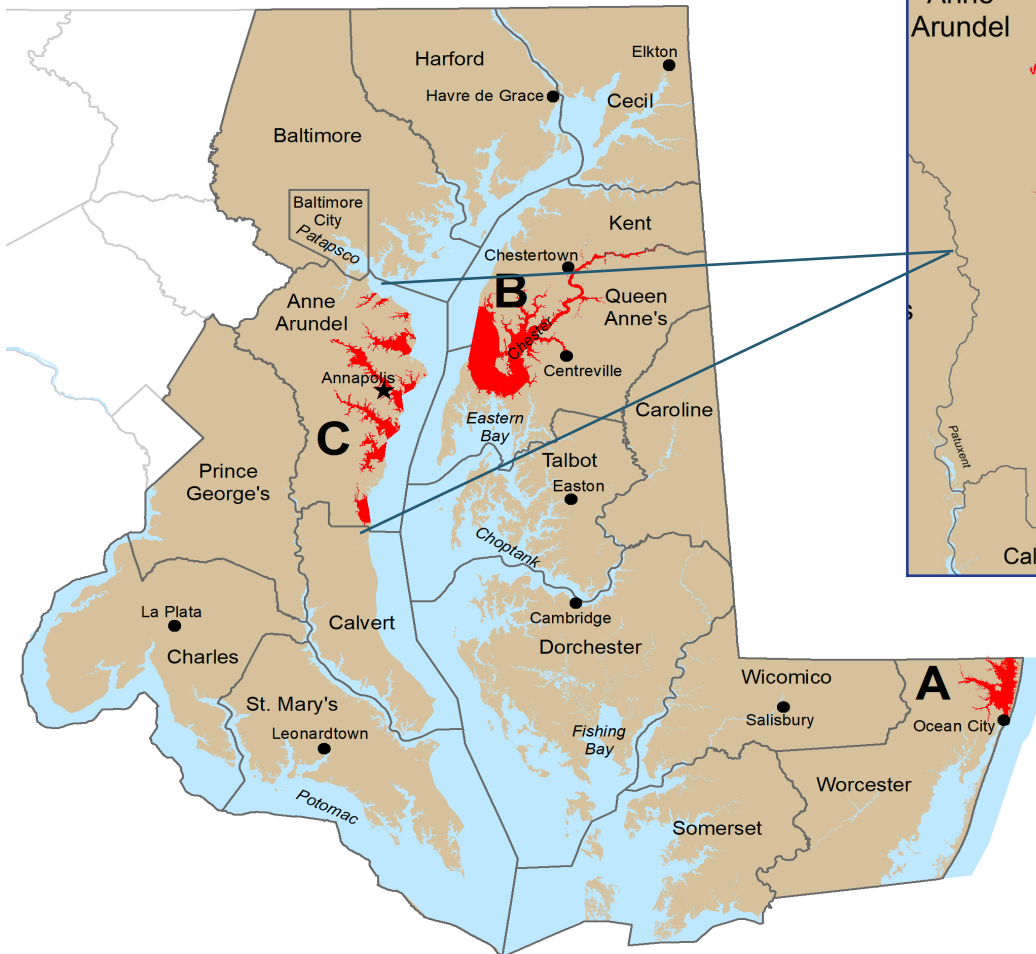 Anne
Arundel
Harford
Elkton
Havre de Grace
Cecil
Baltimore
Baltimore
City
Patapsco
Kent
Chestertown
B
Queen
Anne's
Anne
Arundel
Chester
Centreville
Annapolis
Eastern
Bay
Caroline
C
Talbot
Easton
Patuxent
Prince
George's
Choptank
Cal
La Plata
Charles
Calvert
Cambridge
Dorchester
St. Mary's
Leonardtown
Wicomico
Salisbury
A
Ocean City
Fishing
Bay
Worcester
Potomac
Somerset